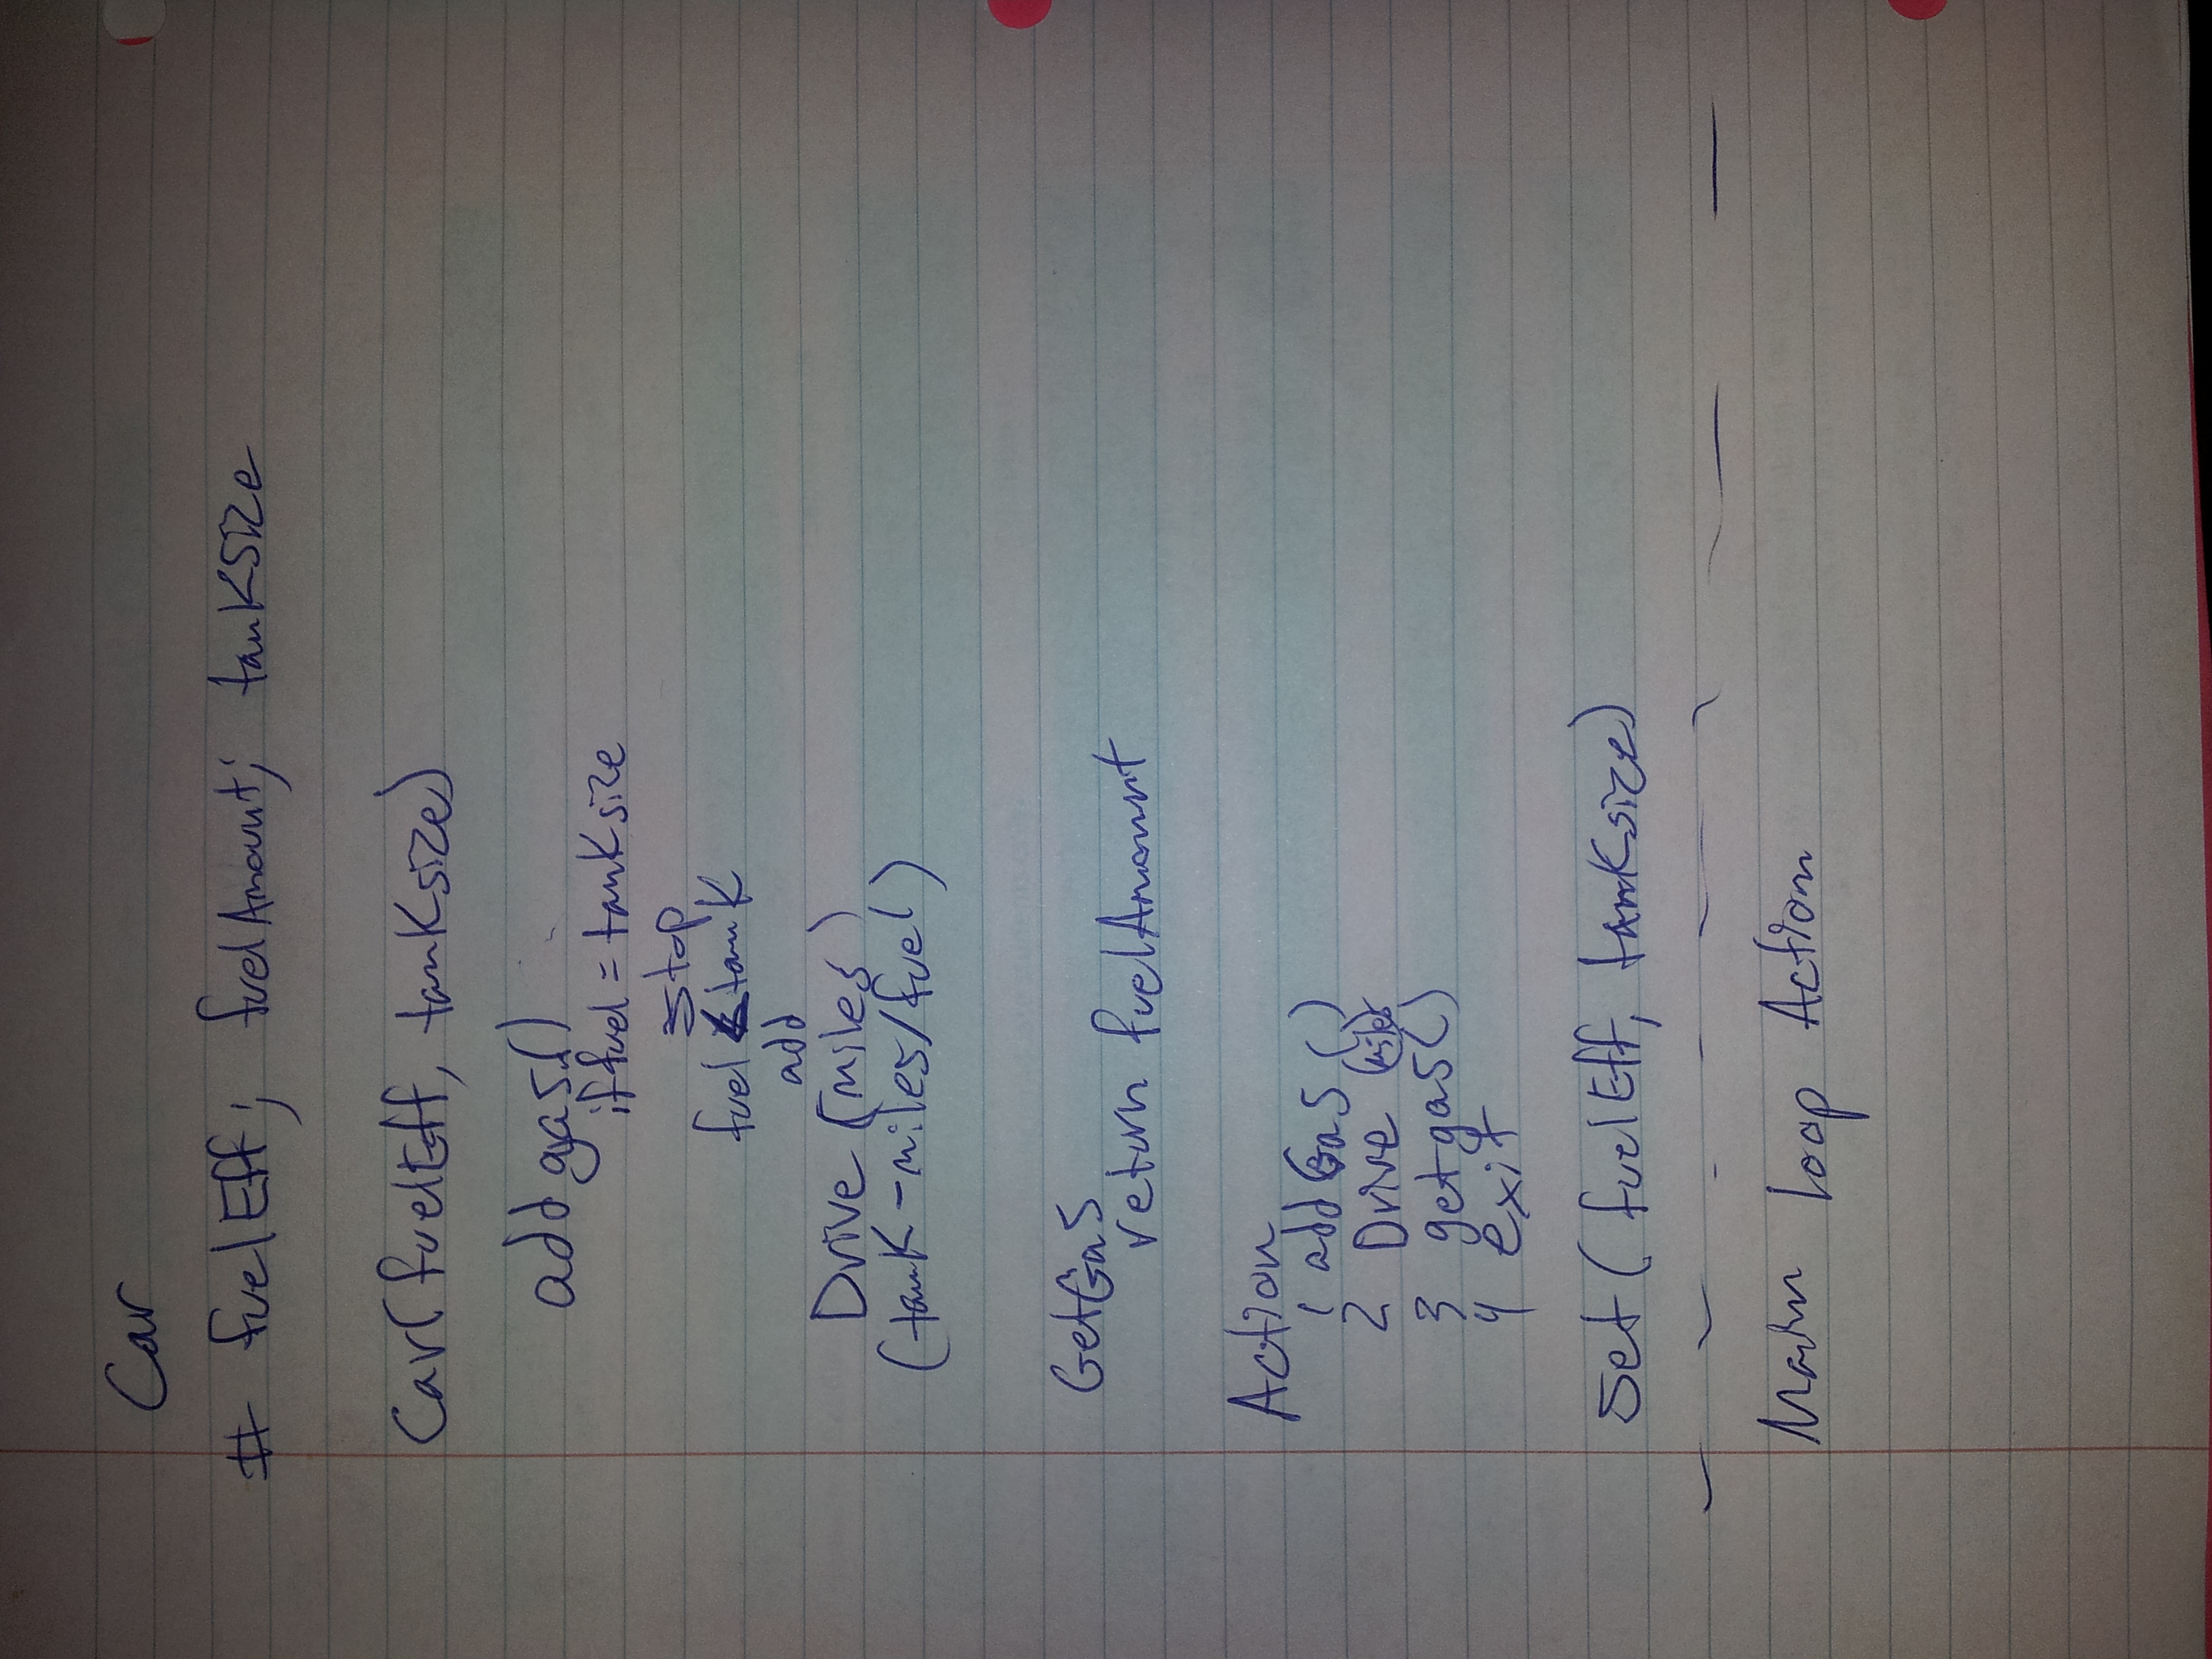 Car
# fuelEff; fuelAmount; tankSize
Car(fuelEff, tanksize)
add gas()
if fuel = tanksize
stop
fuel < tank
add
Drive (miles)
(tank - miles/fuel)
GetGas
return fuelAmount
Action
1 addGas ()
2 Drive (miles)
3 getgas()
4 exit
set (fuelEff, tanksize)
Main loop Action